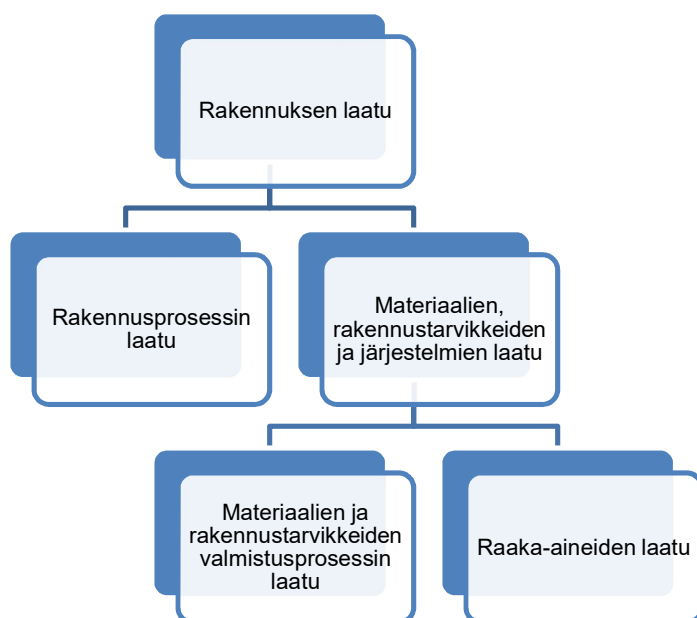 Rakennuksen laatu
Rakennusprosessin
laatu
Materiaalien,
rakennustarvikkeiden
ja järjestelmien laatu
Materiaalien ja
rakennustarvikkeiden
valmistusprosessin
laatu
Raaka-aineiden laatu